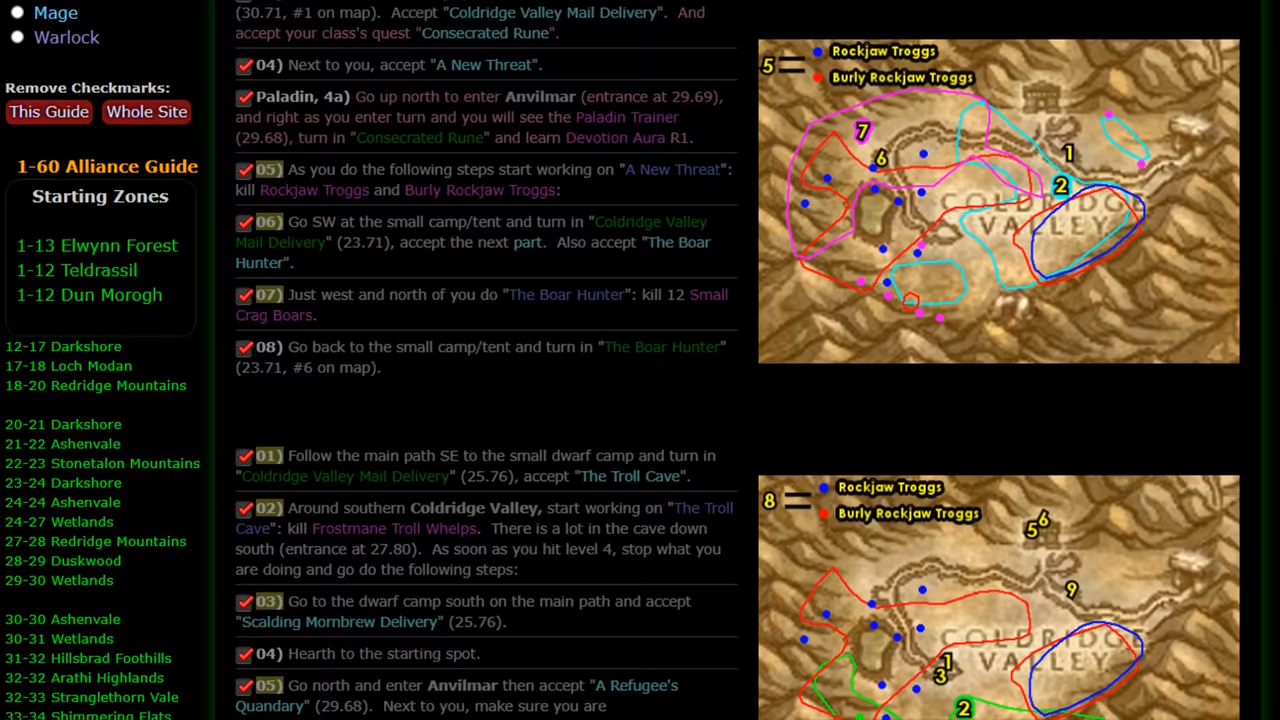 Mage
Warlock
Remove Checkmarks:
This Guide
Whole Site
1-60 Alliance Guide
Starting Zones
1-13 Elwynn Forest
1-12 Teldrassil
1-12 Dun Morogh
12-17 Darkshore
17-18 Loch Modan
18-20 Redridge Mountains
20-21 Darkshore
21-22 Ashenvale
22-23 Stonetalon Mountains
23-24 Darkshore
24-24 Ashenvale
24-27 Wetlands
27-28 Redridge Mountains
28-29 Duskwood
29-30 Wetlands
30-30 Ashenvale
30-31 Wetlands
31-32 Hillsbrad Foothills
32-32 Arathi Highlands
32-33 Stranglethorn Vale
33-34 Shimmering Flats
(30.71, #1 on map). Accept "Coldridge Valley Mail Delivery". And
accept your class's quest "Consecrated Rune".
04) Next to you, accept "A New Threat".
Paladin, 4a) Go up north to enter Anvilmar (entrance at 29.69),
and right as you enter turn and you will see the Paladin Trainer
(29.68), turn in "Consecrated Rune" and learn Devotion Aura R1.
05) As you do the following steps start working on "A New Threat":
kill Rockjaw Troggs and Burly Rockjaw Troggs:
06) Go SW at the small camp/tent and turn in "Coldridge Valley
Mail Delivery" (23.71), accept the next part. Also accept "The Boar
Hunter".
07) Just west and north of you do "The Boar Hunter": kill 12 Small
Crag Boars.
08) Go back to the small camp/tent and turn in "The Boar Hunter"
(23.71, #6 on map).
01) Follow the main path SE to the small dwarf camp and turn in
"Coldridge Valley Mail Delivery" (25.76), accept "The Troll Cave".
02) Around southern Coldridge Valley, start working on "The Troll
Cave": kill Frostmane Troll Whelps. There is a lot in the cave down
south (entrance at 27.80). As soon as you hit level 4, stop what you
are doing and go do the following steps:
03) Go to the dwarf camp south on the main path and accept
"Scalding Mornbrew Delivery" (25.76).
04) Hearth to the starting spot.
05) Go north and enter Anvilmar then accept "A Refugee's
Quandary" (29.68). Next to you, make sure you are
5 = Rockjaw Troggs
Burly Rockjaw Troggs
7
6
1
2
COLDRIDGE
VALLEY
8 = Rockjaw Troggs
Burly Rockjaw Troggs
5 6
9
COLDRIDGE
VALLEY
1
3
2